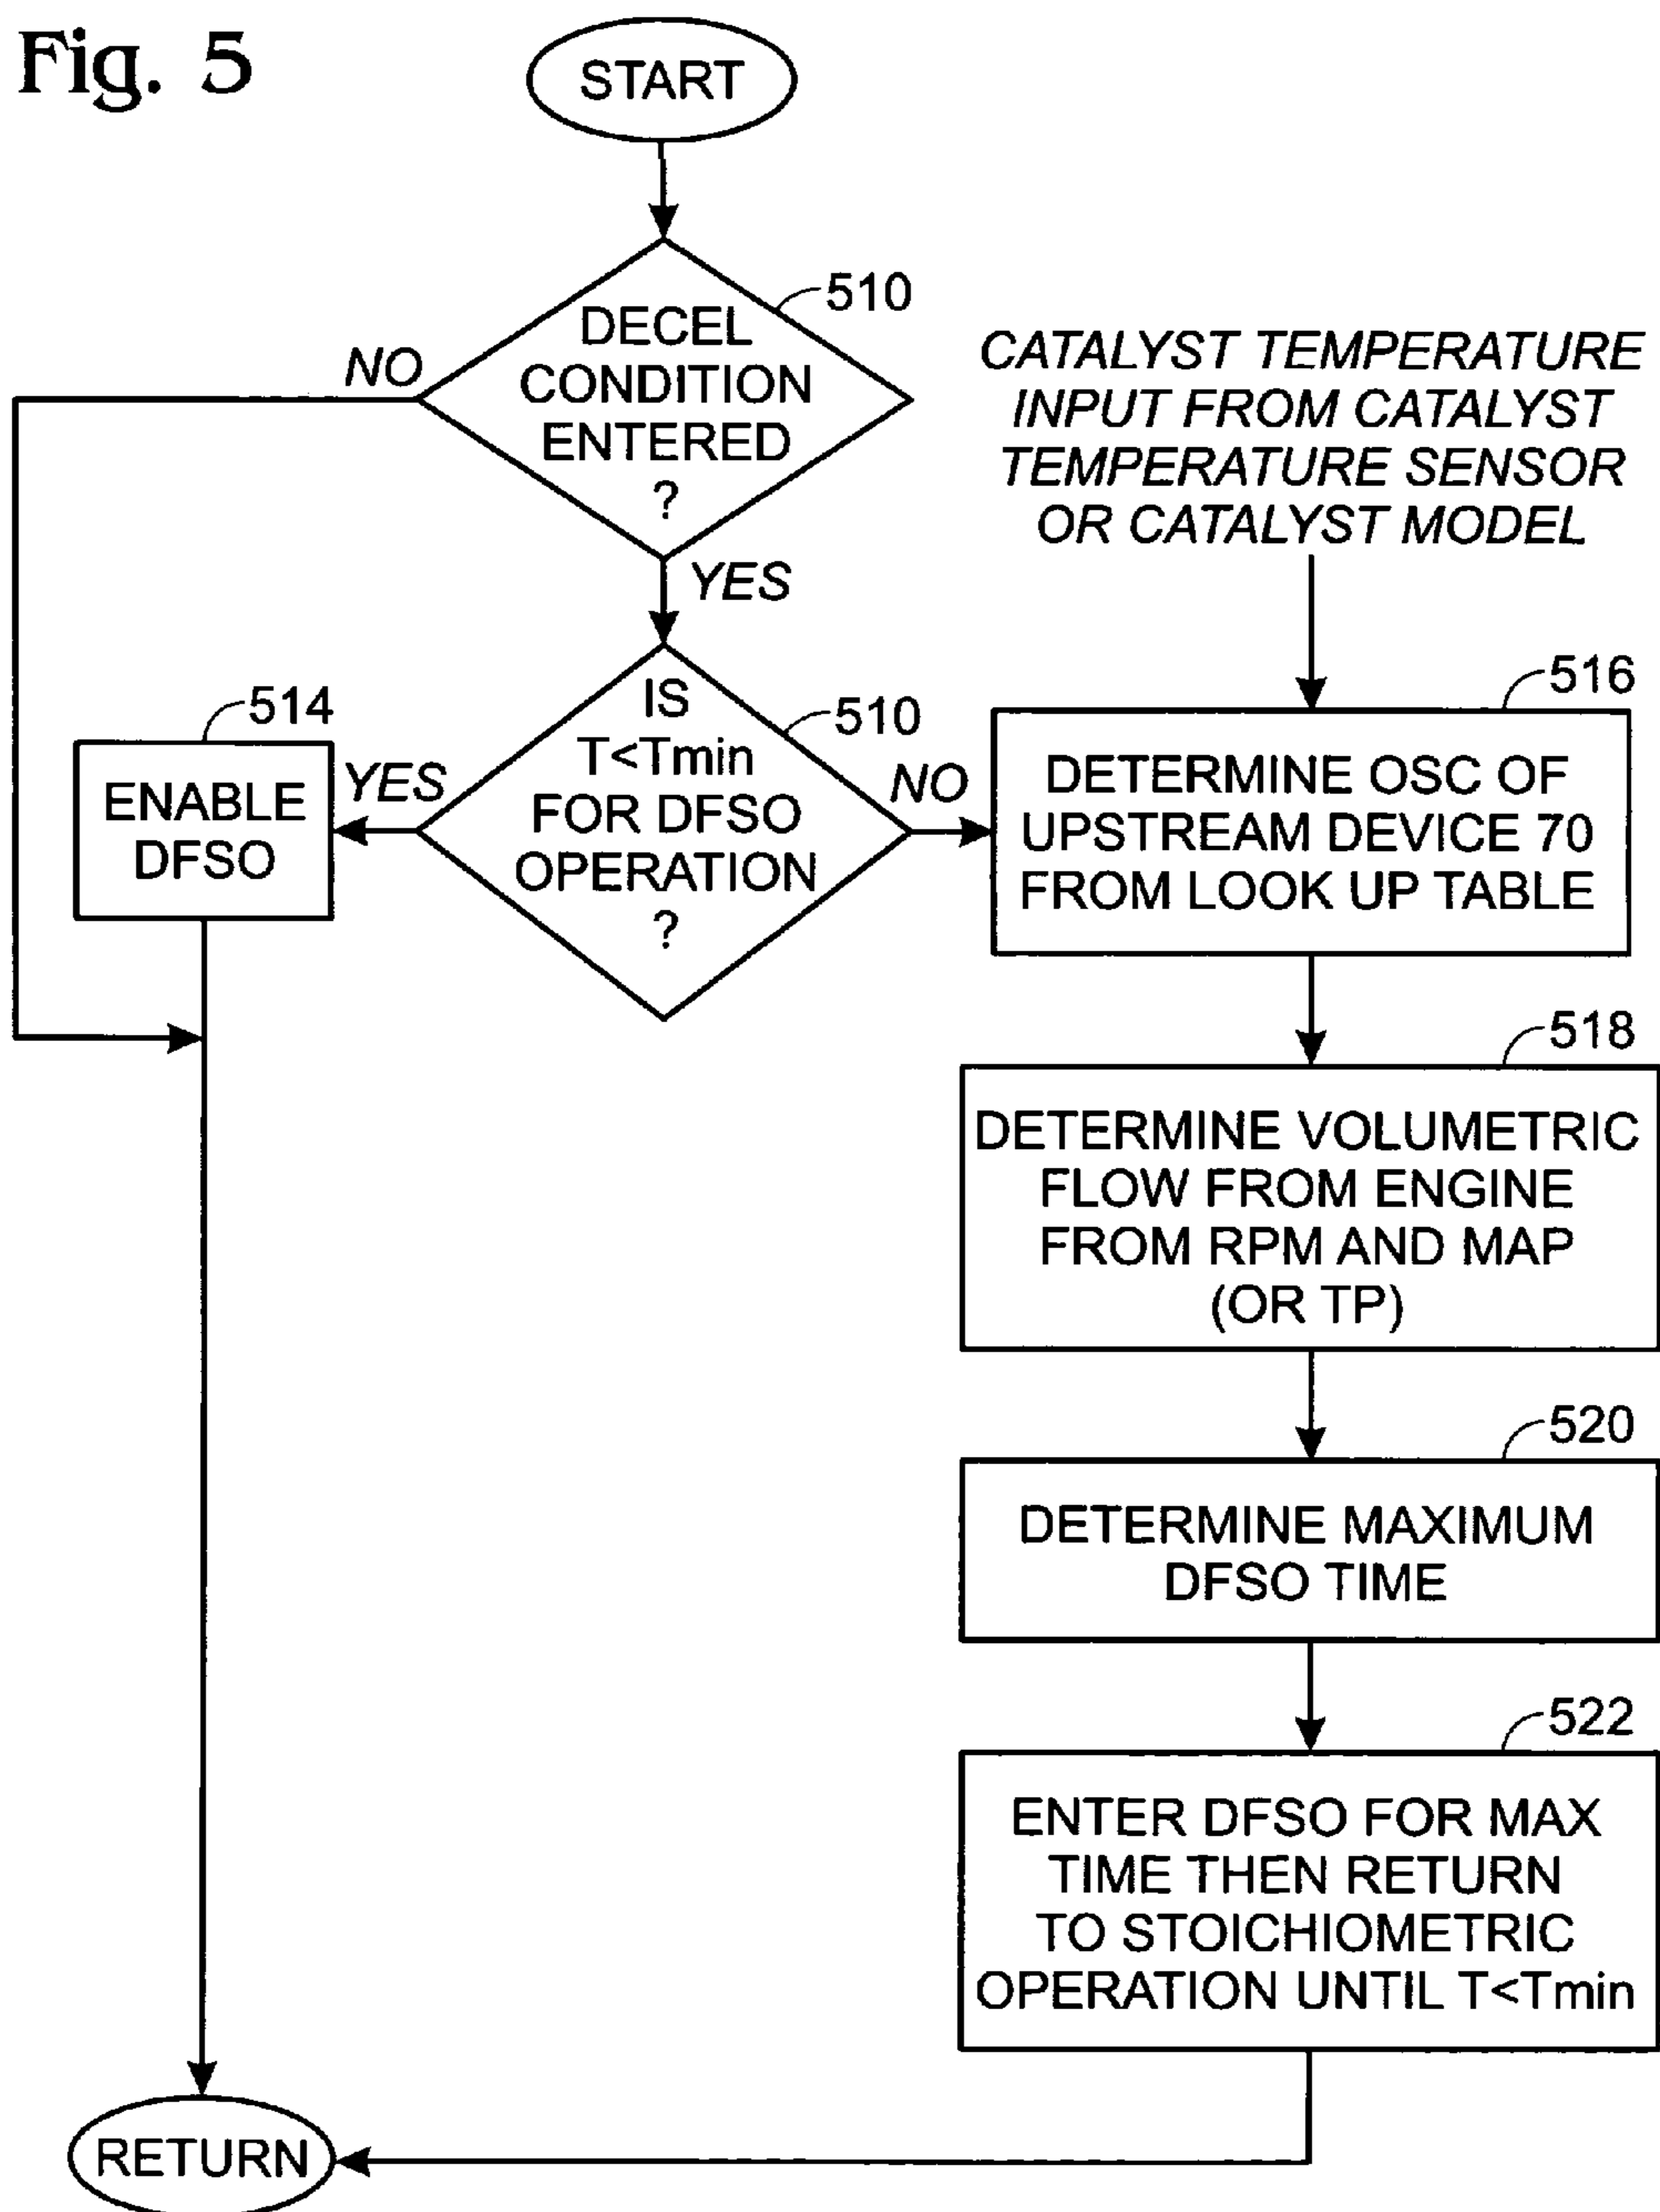 Fig. 5
START
510
DECEL
CONDITION
ENTERED
?
NO
YES
CATALYST TEMPERATURE
INPUT FROM CATALYST
TEMPERATURE SENSOR
OR CATALYST MODEL
510
IS
T<Tmin
FOR DFSO
OPERATION
?
YES
NO
514
ENABLE
DFSO
516
DETERMINE OSC OF
UPSTREAM DEVICE 70
FROM LOOK UP TABLE
518
DETERMINE VOLUMETRIC
FLOW FROM ENGINE
FROM RPM AND MAP
(OR TP)
520
DETERMINE MAXIMUM
DFSO TIME
522
ENTER DFSO FOR MAX
TIME THEN RETURN
TO STOICHIOMETRIC
OPERATION UNTIL T<Tmin
RETURN